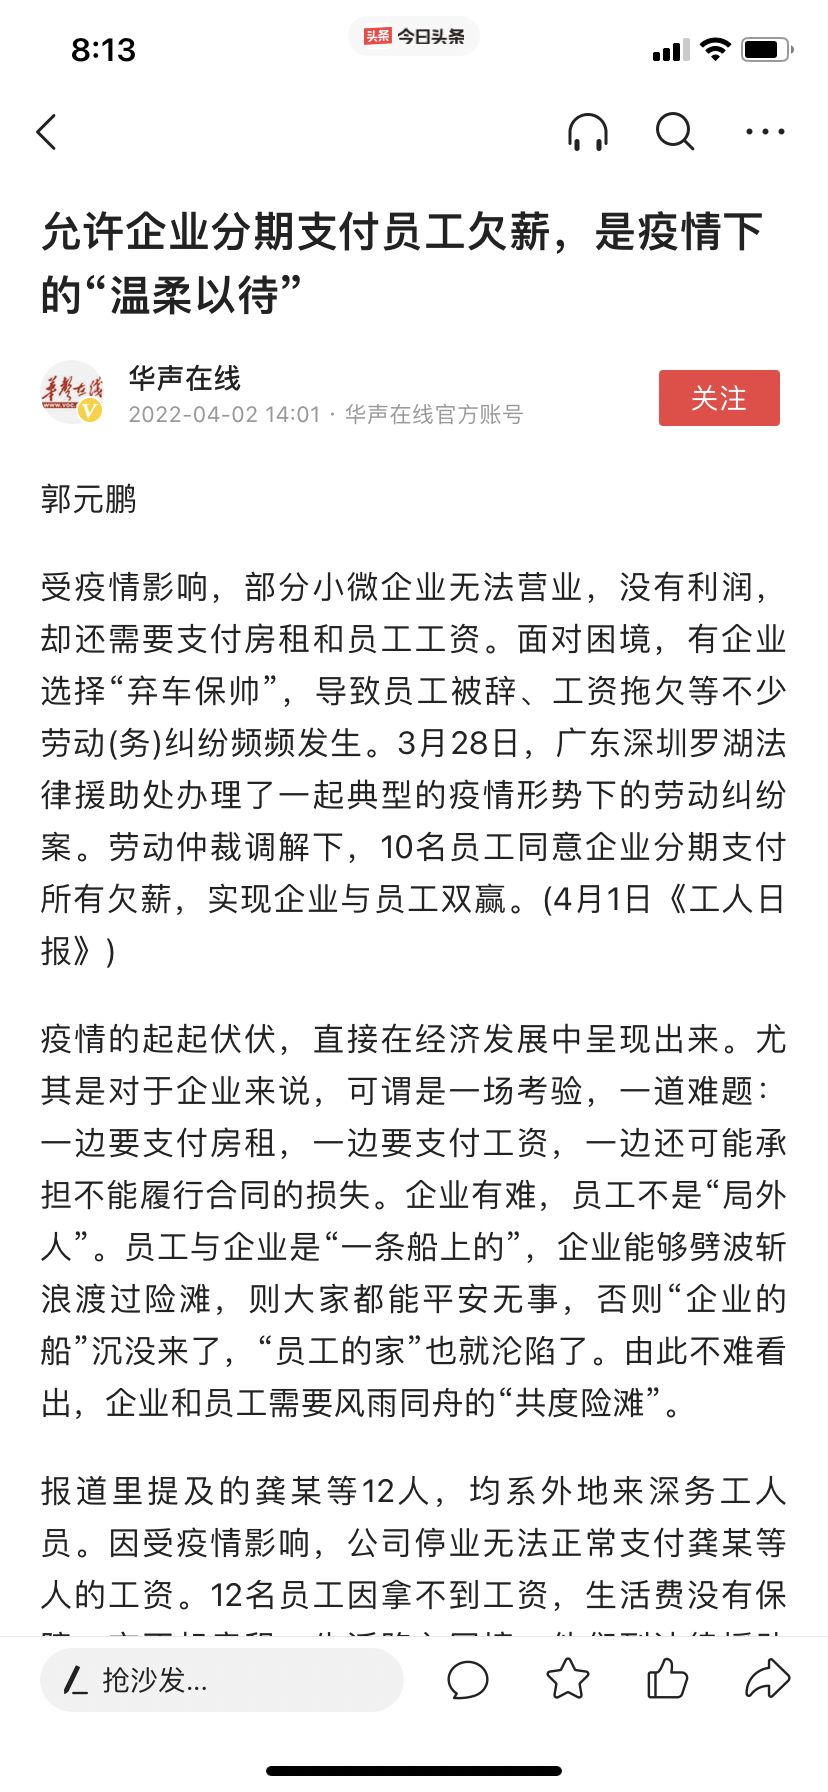 8:13
头条 今日头条
允许企业分期支付员工欠薪，是疫情下
的“温柔以待”
華聲在线
WWW.VOC
V
华声在线
2022-04-02 14:01 · 华声在线官方账号
关注
郭元鹏
受疫情影响，部分小微企业无法营业，没有利润，
却还需要支付房租和员工工资。面对困境，有企业
选择“弃车保帅”，导致员工被辞、工资拖欠等不少
劳动(务)纠纷频频发生。3月28日，广东深圳罗湖法
律援助处办理了一起典型的疫情形势下的劳动纠纷
案。劳动仲裁调解下，10名员工同意企业分期支付
所有欠薪，实现企业与员工双赢。(4月1日《工人日
报》)
疫情的起起伏伏，直接在经济发展中呈现出来。尤
其是对于企业来说，可谓是一场考验，一道难题：
一边要支付房租，一边要支付工资，一边还可能承
担不能履行合同的损失。企业有难，员工不是“局外
人”。员工与企业是“一条船上的”，企业能够劈波斩
浪渡过险滩，则大家都能平安无事，否则“企业的
船”沉没来了，“员工的家”也就沦陷了。由此不难看
出，企业和员工需要风雨同舟的“共度险滩”。
报道里提及的龚某等12人，均系外地来深务工人
员。因受疫情影响，公司停业无法正常支付龚某等
人的工资。12名员工因拿不到工资，生活费没有保
抢沙发...